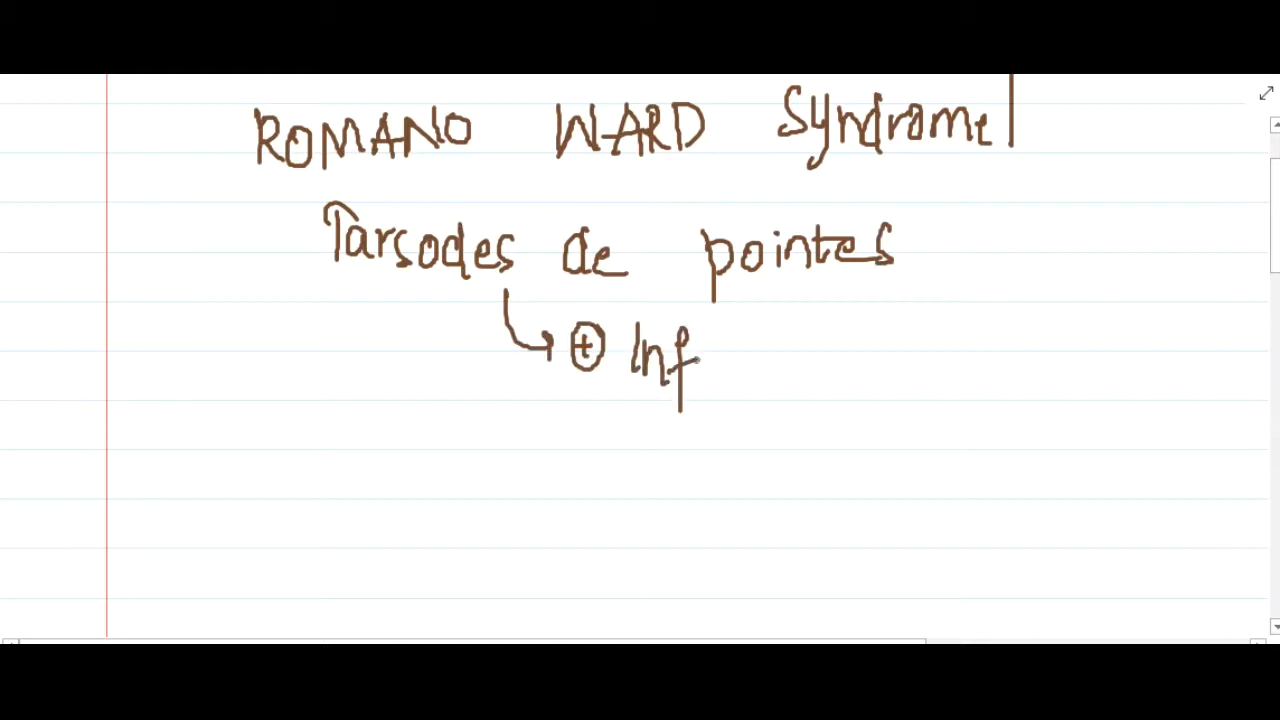 ROMANO WARD Syndrome
Tarsodes de pointes
↳ ⊕ Inf